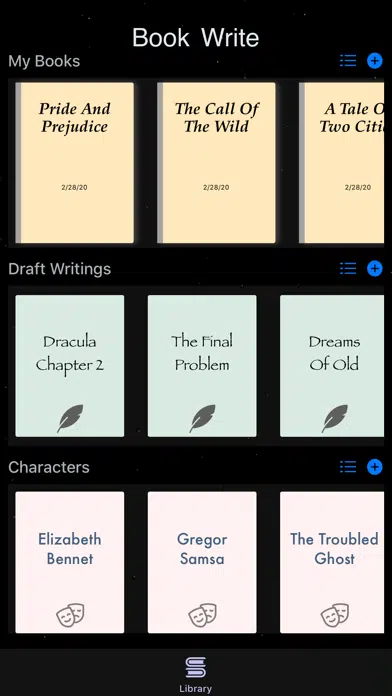 Book Write
My Books
Pride And
Prejudice
2/28/20
The Call Of
The Wild
2/28/20
A Tale O
Two Citi
2/28/20
Draft Writings
Dracula
Chapter 2
The Final
Problem
Dreams
Of Old
Characters
Elizabeth
Bennet
Gregor
Samsa
The Troubled
Ghost
Library